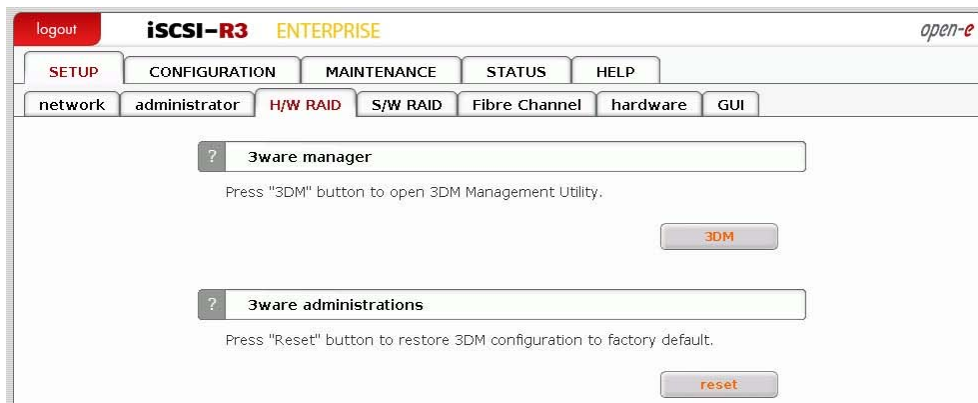 logout iSCSI-R3 ENTERPRISE open-e
SETUP CONFIGURATION MAINTENANCE STATUS HELP
network administrator H/W RAID S/W RAID Fibre Channel hardware GUI
? 3ware manager
Press "3DM" button to open 3DM Management Utility.
3DM
? 3ware administrations
Press "Reset" button to restore 3DM configuration to factory default.
reset